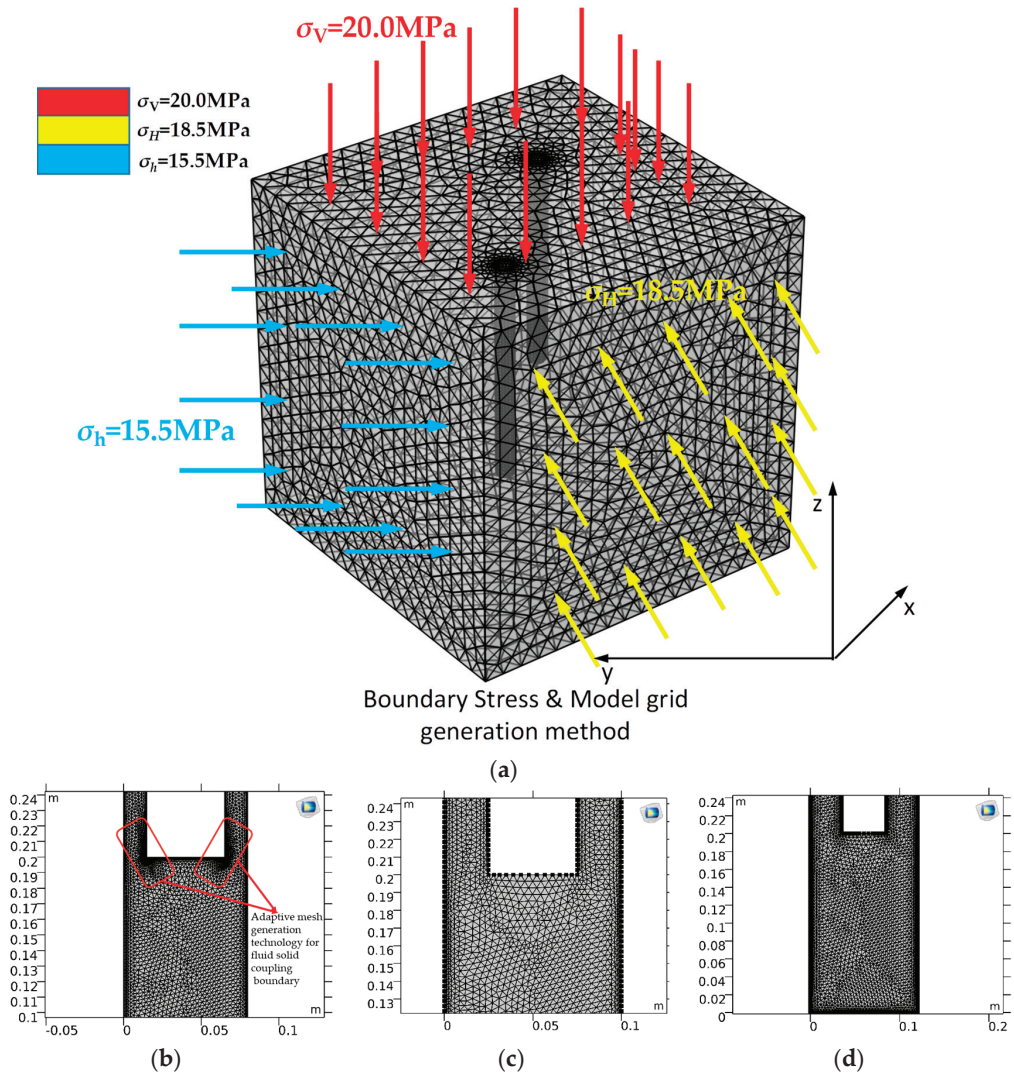 σV=20.0MPa
σV=20.0MPa
σH=18.5MPa
σh=15.5MPa
σH=18.5MPa
σh=15.5MPa
z
x
y
Boundary Stress & Model grid
generation method
(a)
m
0.24
0.23
0.22
0.21
0.2
0.19
0.18
0.17
0.16
0.15
0.14
0.13
0.12
0.11
0.1
Adaptive mesh
generation
technology for
fluid solid
coupling
boundary
m
-0.05
0
0.05
0.1
(b)
m
0.24
0.23
0.22
0.21
0.2
0.19
0.18
0.17
0.16
0.15
0.14
0.13
m
0
0.05
0.1
(c)
m
0.24
0.22
0.2
0.18
0.16
0.14
0.12
0.1
0.08
0.06
0.04
0.02
0
m
0
0.1
0.2
(d)